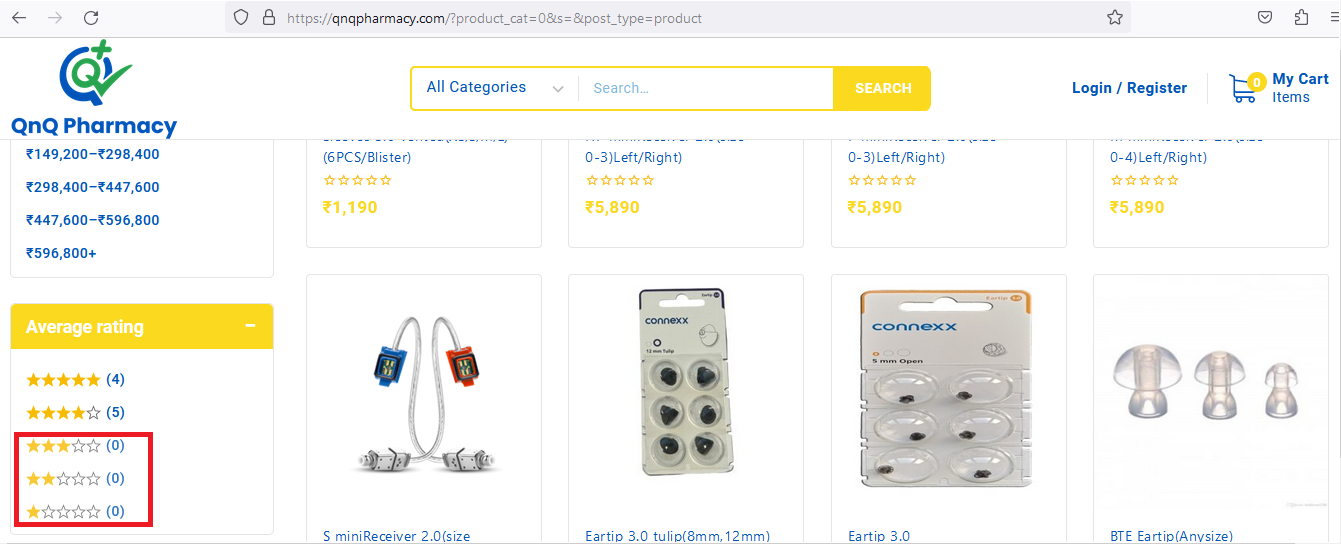 https://qnqpharmacy.com/?product_cat=0&s=&post_type=product
QnQ Pharmacy
All Categories
Search...
SEARCH
Login / Register
0
My Cart
Items
₹149,200–₹298,400
₹298,400–₹447,600
₹447,600–₹596,800
₹596,800+
Average rating
(4)
(5)
(0)
(0)
(0)
(6PCS/Blister)
₹1,190
0-3)Left/Right)
₹5,890
0-3)Left/Right)
₹5,890
0-4)Left/Right)
₹5,890
Eartip
connexx
12 mm Tulip
Eartip 3.0
connexx
5 mm Open
S miniReceiver 2.0(size
Eartip 3.0 tulip(8mm,12mm)
Eartip 3.0
BTE Eartip(Anysize)